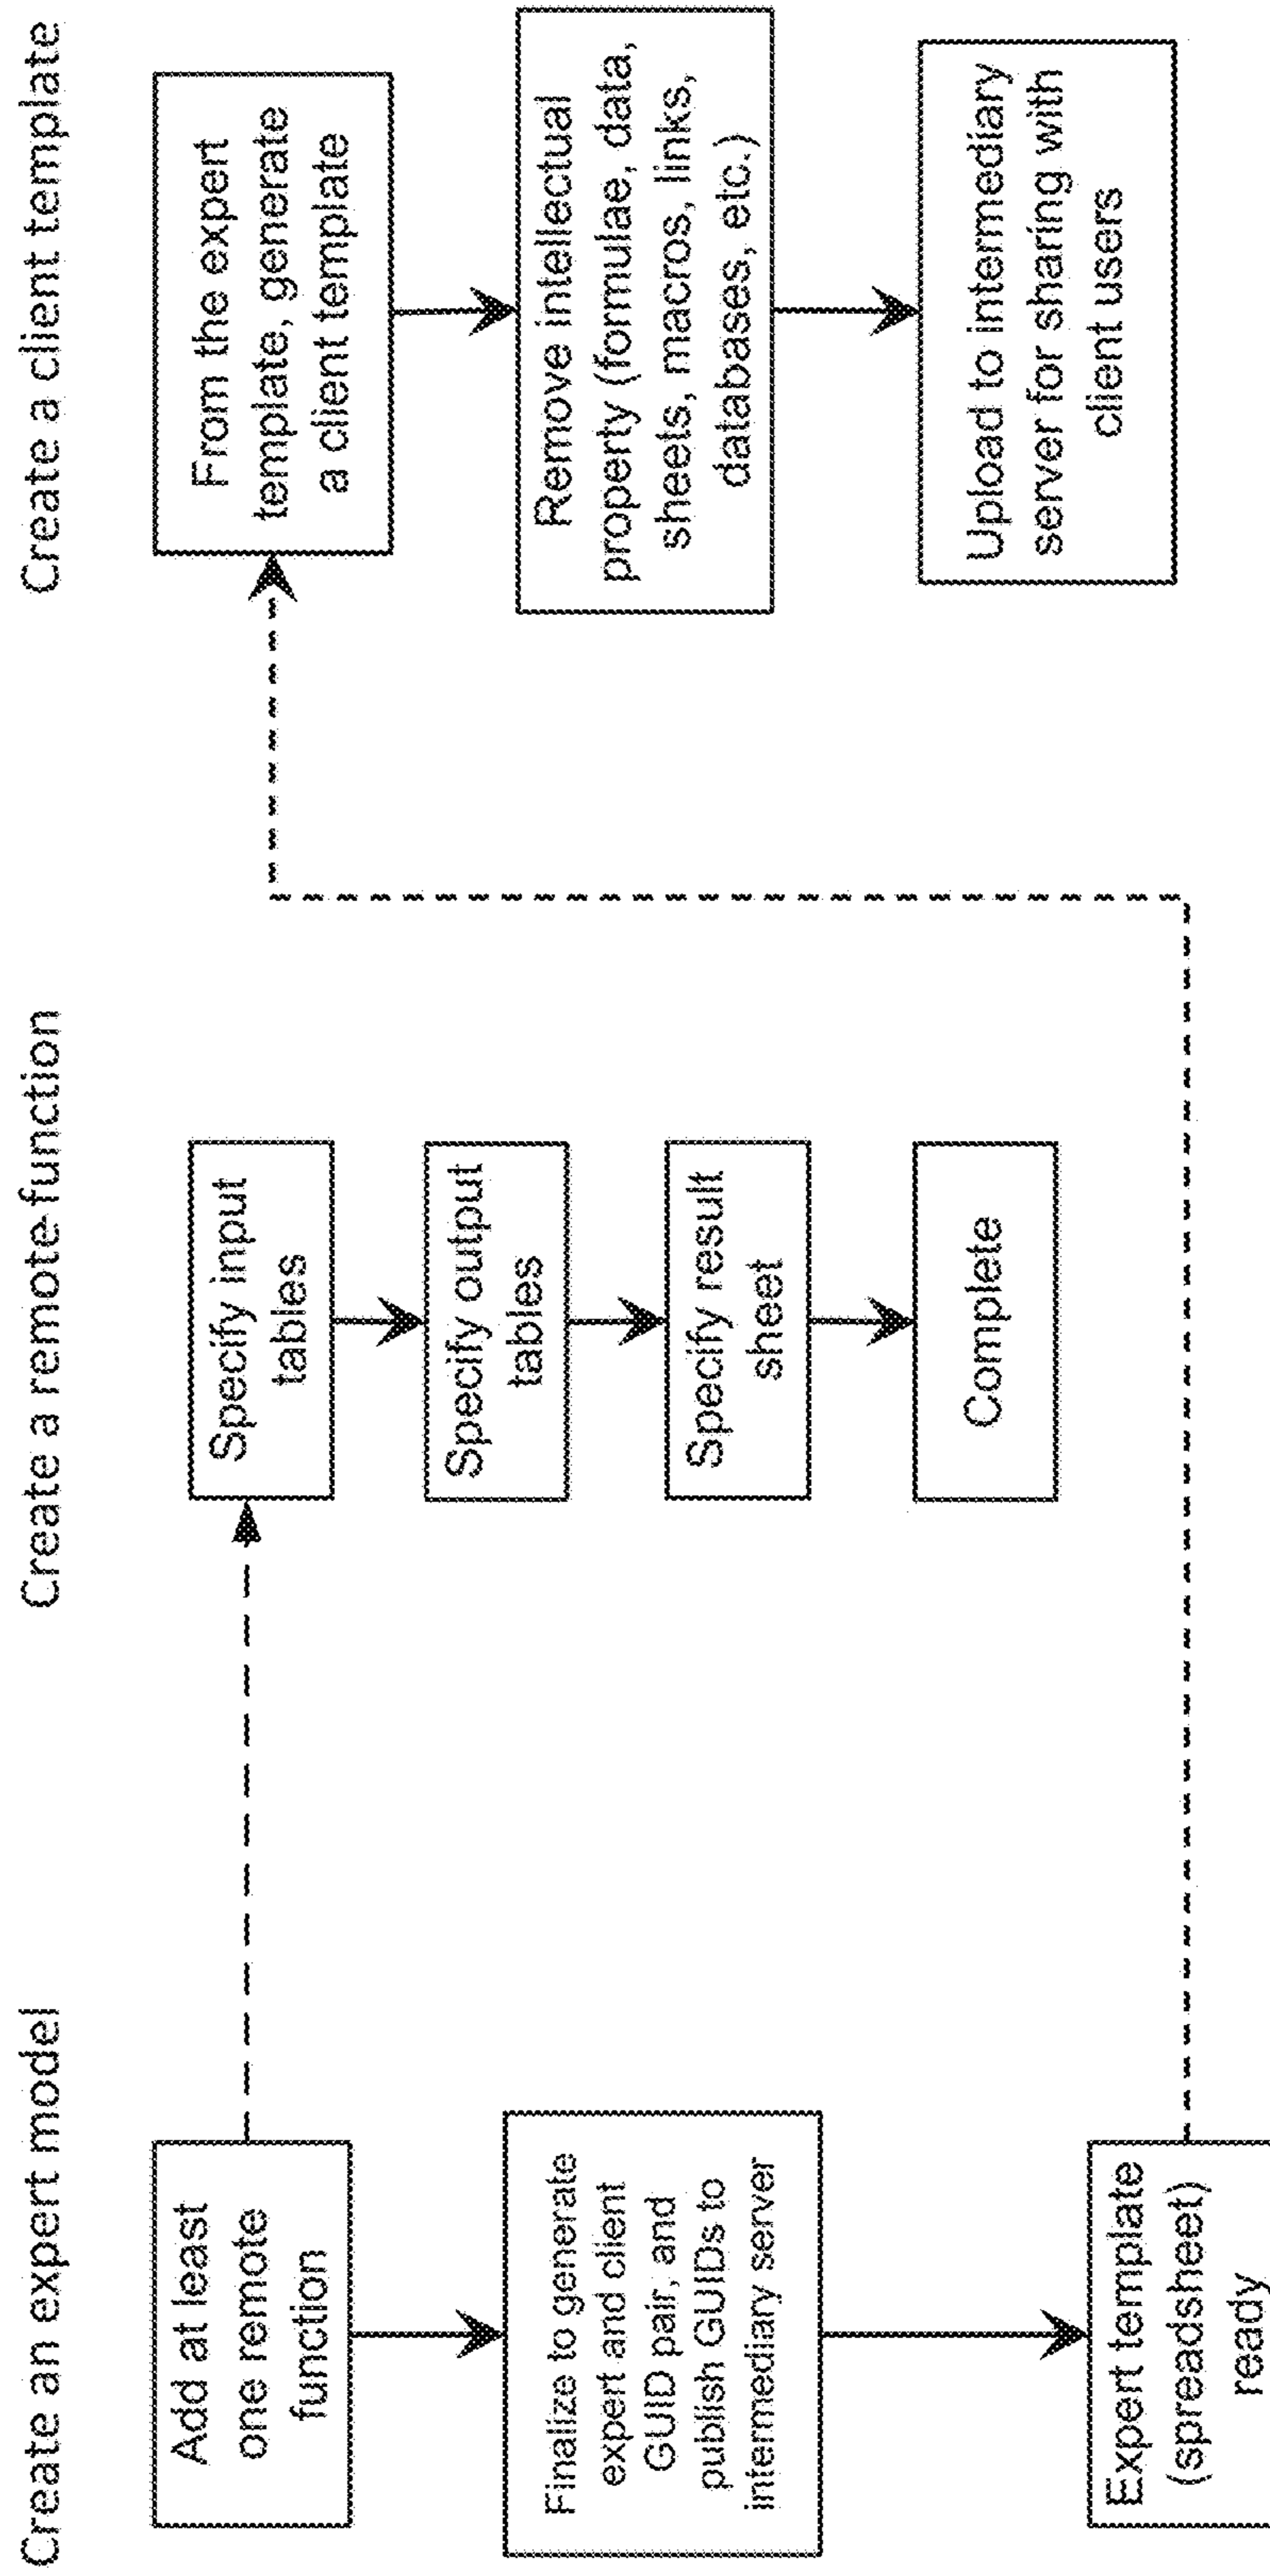 Create an expert model
Add at least
one remote
function
Finalize to generate
expert and client
GUID pair, and
publish GUIDs to
intermediary server
Expert template
(spreadsheet)
ready
Create a remote function
Specify input
tables
Specify output
tables
Specify result
sheet
Complete
Create a client template
From the expert
template, generate
a client template
Remove intellectual
property (formulae, data,
sheets, macros, links,
databases, etc.)
Upload to intermediary
server for sharing with
client users